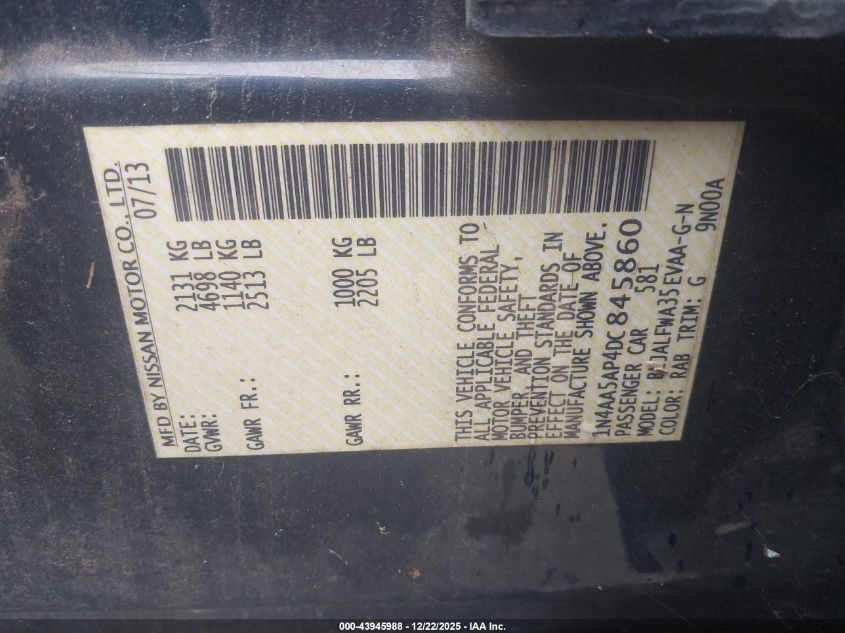 MFD BY NISSAN MOTOR CO., LTD.
DATE: 07/13
GVWR: 2131 KG
4698 LB
GAWR FR.: 1140 KG
2513 LB
GAWR RR.: 1000 KG
2205 LB
THIS VEHICLE CONFORMS TO
ALL APPLICABLE FEDERAL
MOTOR VEHICLE SAFETY,
BUMPER, AND THEFT
PREVENTION STANDARDS IN
EFFECT ON THE DATE OF
MANUFACTURE SHOWN ABOVE.
1N4AA5AP4DC845860
PASSENGER CAR 581
MODEL: BVJALFWA35EVAA-G-N
COLOR: RAB TRIM: G 9N00A
000-43945988 - 12/22/2025 - IAA Inc.